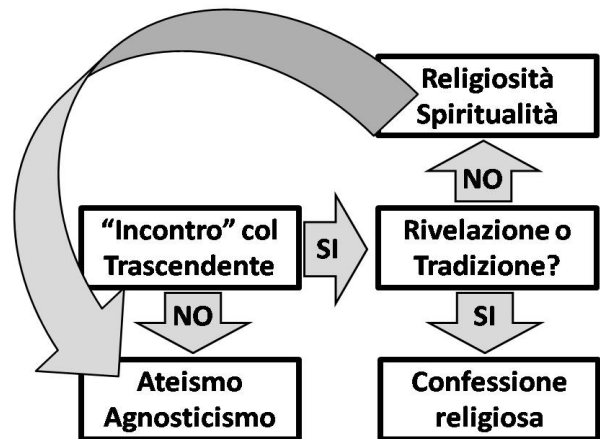 Religiosità
Spiritualità
NO
“Incontro” col
Trascendente
SI
Rivelazione o
Tradizione?
NO
SI
Ateismo
Agnosticismo
Confessione
religiosa